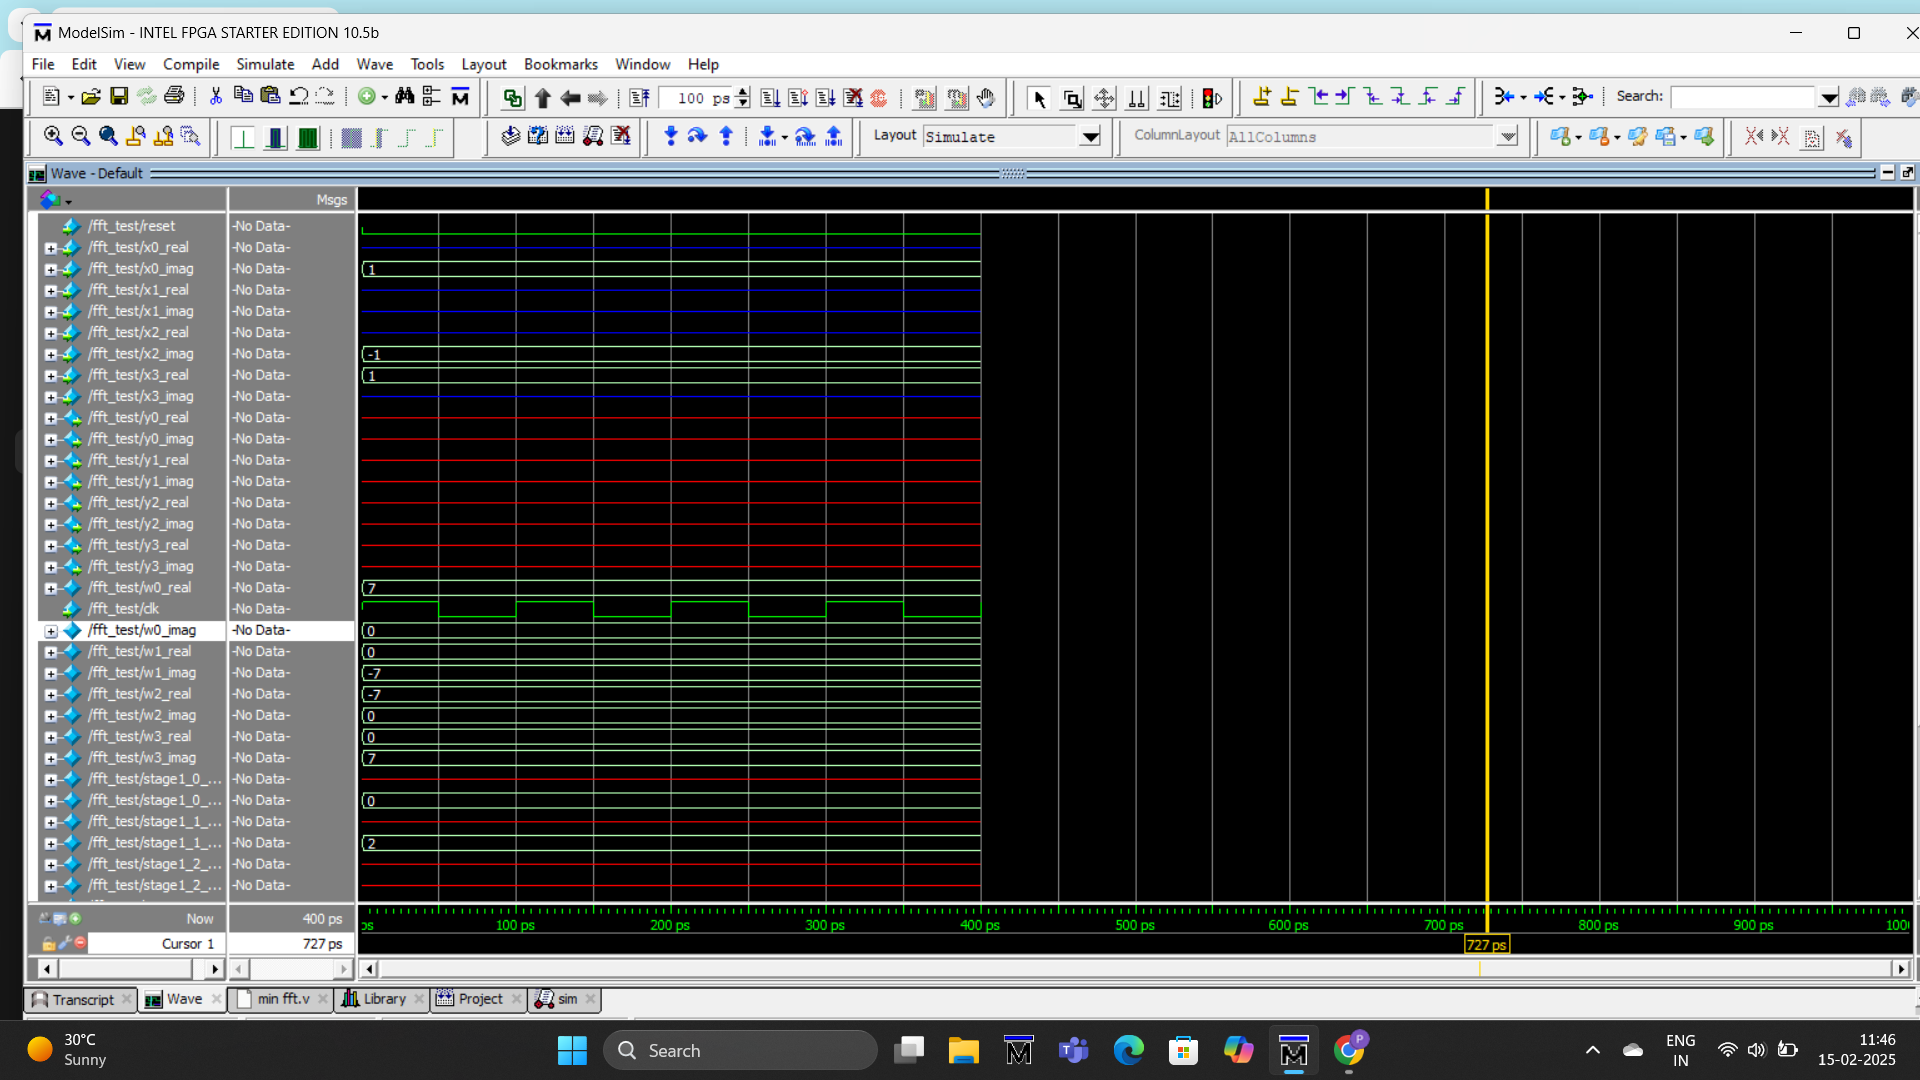 ModelSim - INTEL FPGA STARTER EDITION 10.5b
File Edit View Compile Simulate Add Wave Tools Layout Bookmarks Window Help
100 ps
Search:
Layout Simulate
ColumnLayout AllColumns
Wave - Default
Msgs
/fft_test/reset -No Data-
/fft_test/x0_real -No Data-
/fft_test/x0_imag -No Data- 1
/fft_test/x1_real -No Data-
/fft_test/x1_imag -No Data-
/fft_test/x2_real -No Data-
/fft_test/x2_imag -No Data- -1
/fft_test/x3_real -No Data- 1
/fft_test/x3_imag -No Data-
/fft_test/y0_real -No Data-
/fft_test/y0_imag -No Data-
/fft_test/y1_real -No Data-
/fft_test/y1_imag -No Data-
/fft_test/y2_real -No Data-
/fft_test/y2_imag -No Data-
/fft_test/y3_real -No Data-
/fft_test/y3_imag -No Data-
/fft_test/w0_real -No Data- 7
/fft_test/clk -No Data-
/fft_test/w0_imag -No Data- 0
/fft_test/w1_real -No Data- 0
/fft_test/w1_imag -No Data- -7
/fft_test/w2_real -No Data- -7
/fft_test/w2_imag -No Data- 0
/fft_test/w3_real -No Data- 0
/fft_test/w3_imag -No Data- 7
/fft_test/stage1_0_... -No Data-
/fft_test/stage1_0_... -No Data- 0
/fft_test/stage1_1_... -No Data-
/fft_test/stage1_1_... -No Data- 2
/fft_test/stage1_2_... -No Data-
/fft_test/stage1_2_... -No Data-
Now 400 ps ps 100 ps 200 ps 300 ps 400 ps 500 ps 600 ps 700 ps 800 ps 900 ps 100
Cursor 1 727 ps 727 ps
Transcript Wave min fft.v Library Project sim
30°C
Sunny
Search
ENG
IN
11:46
15-02-2025